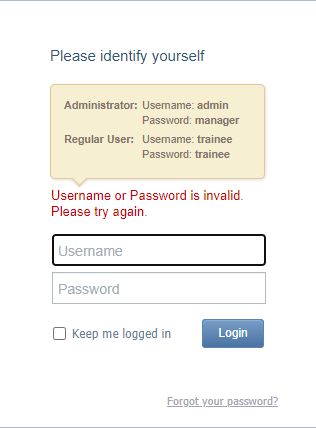 Please identify yourself
Administrator: Username: admin
Password: manager
Regular User: Username: trainee
Password: trainee
Username or Password is invalid.
Please try again.
Username
Password
Keep me logged in Login
Forgot your password?